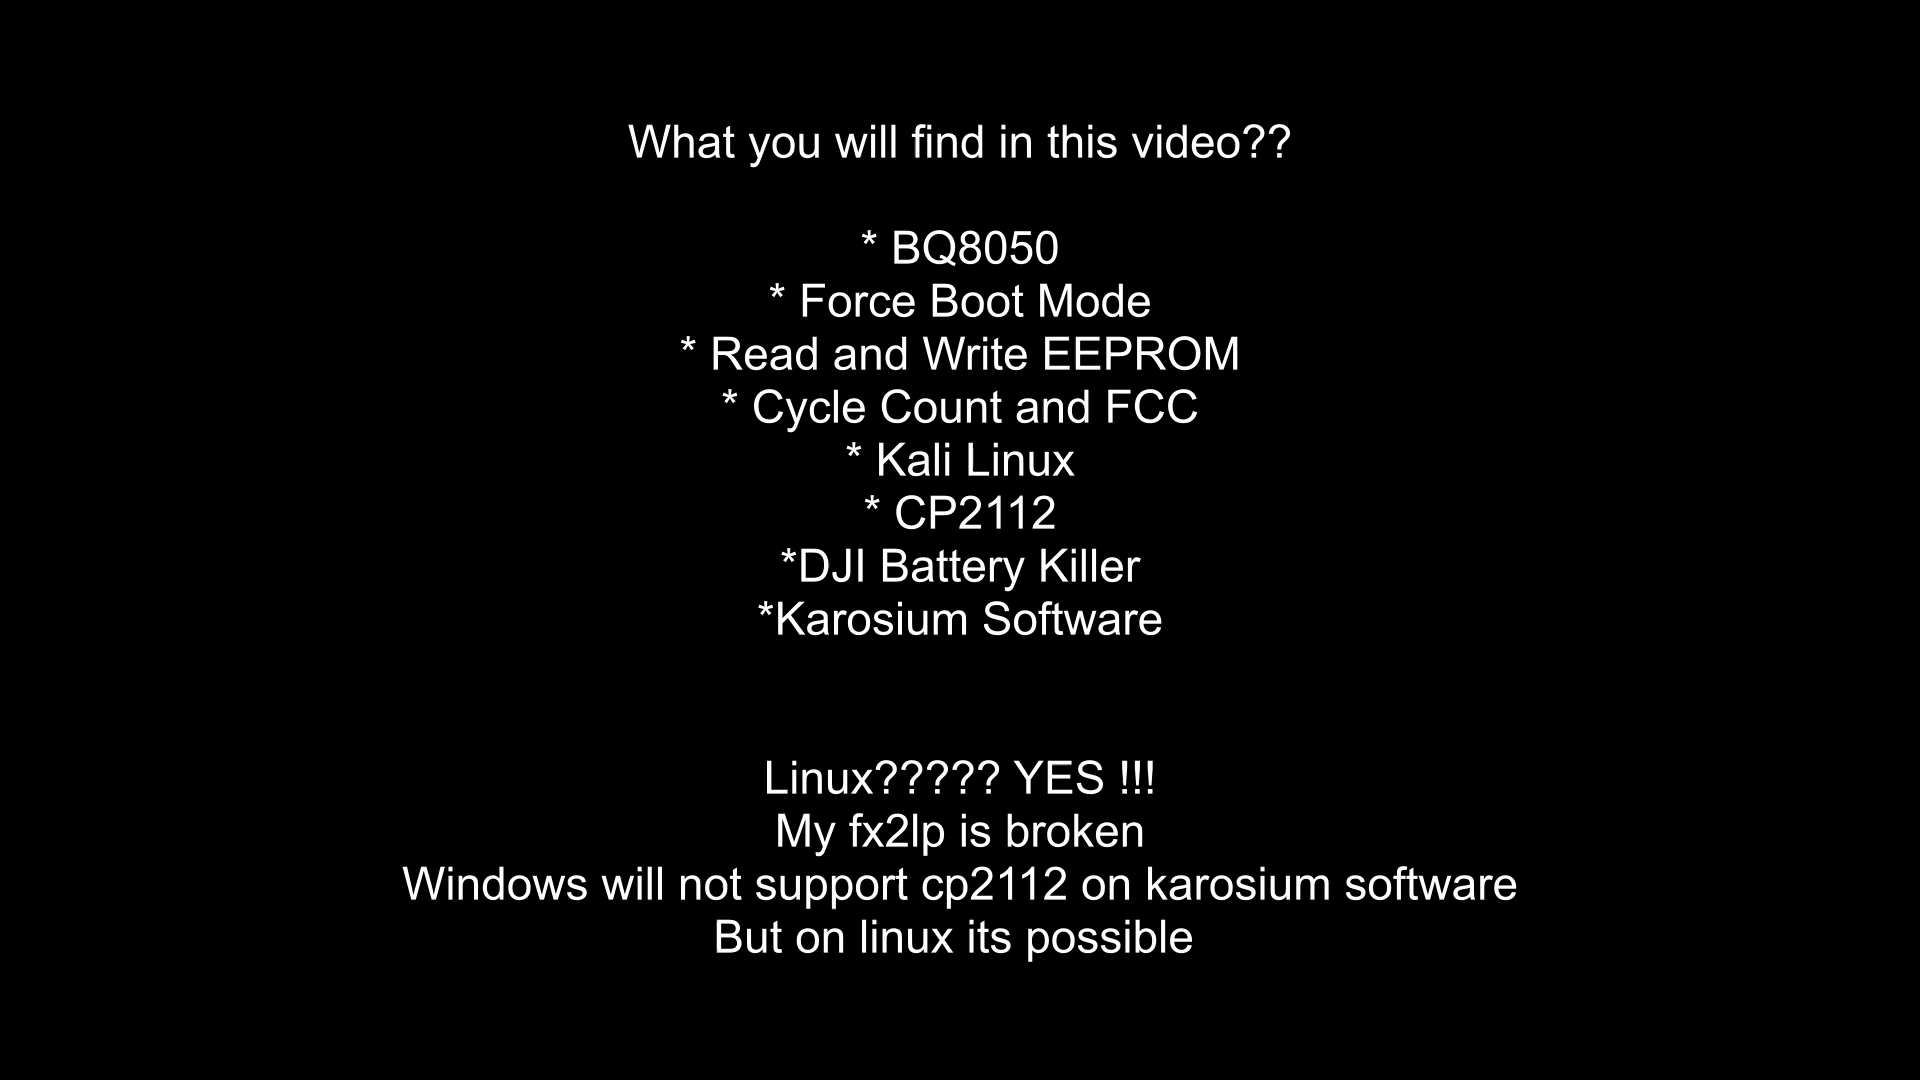 What you will find in this video??
* BQ8050
* Force Boot Mode
* Read and Write EEPROM
* Cycle Count and FCC
* Kali Linux
* CP2112
*DJI Battery Killer
*Karosium Software
Linux????? YES !!!
My fx2lp is broken
Windows will not support cp2112 on karosium software
But on linux its possible